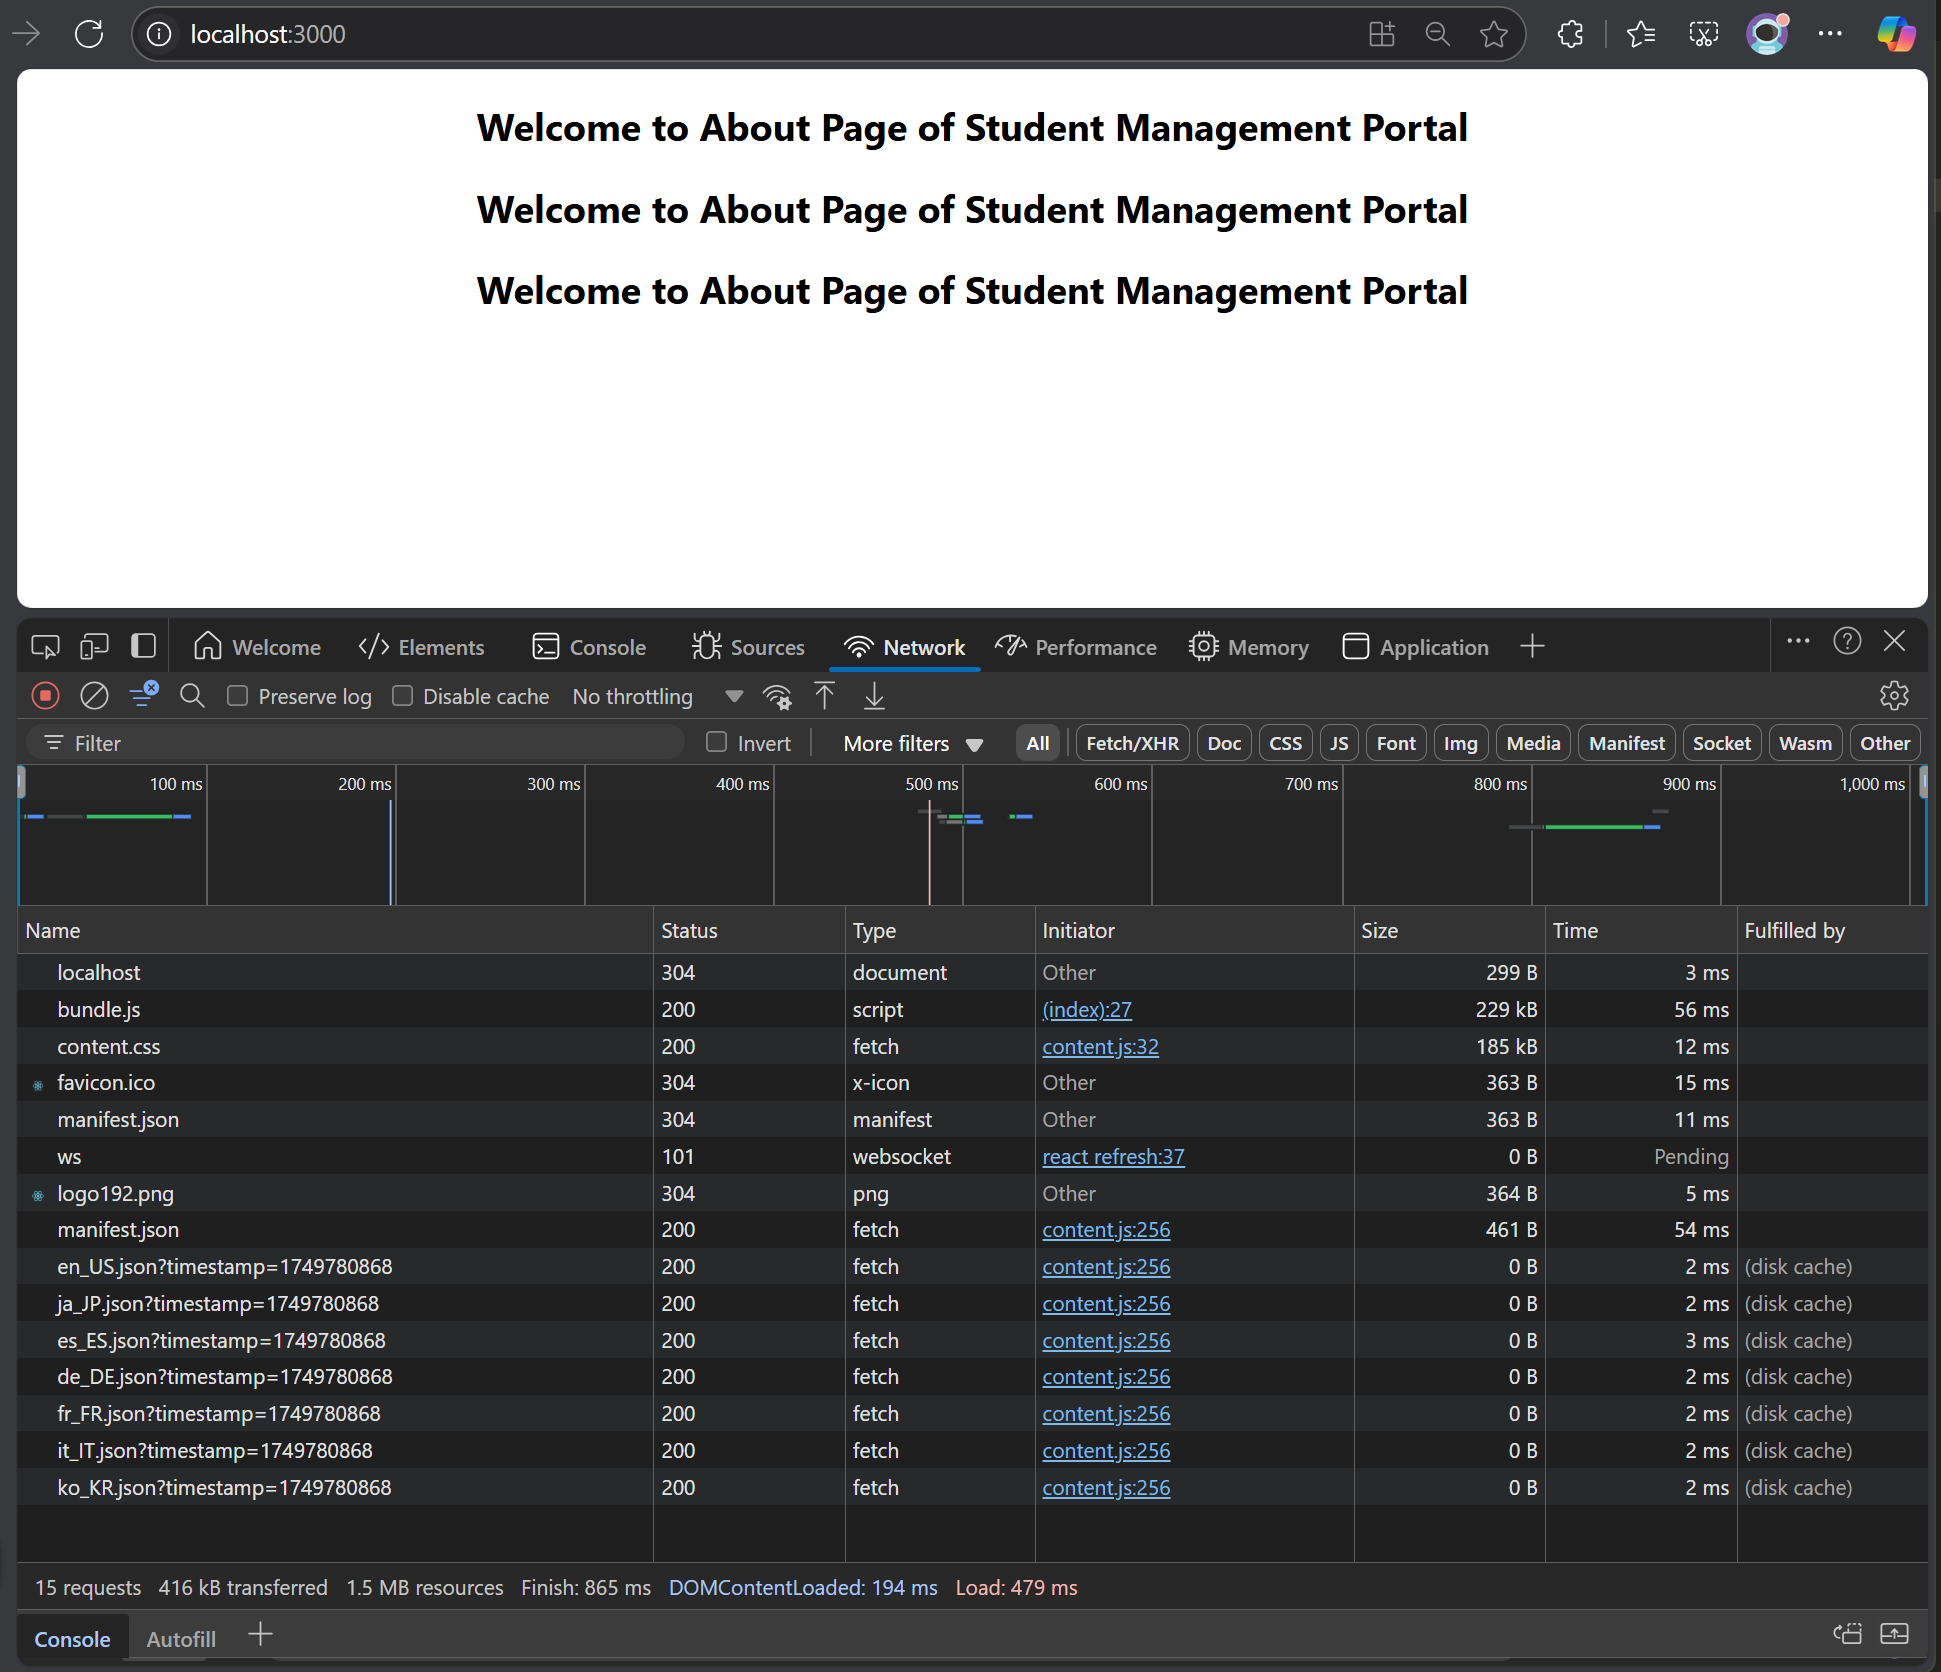 localhost:3000
Welcome to About Page of Student Management Portal
Welcome to About Page of Student Management Portal
Welcome to About Page of Student Management Portal
Welcome Elements Console Sources Network Performance Memory Application
Preserve log Disable cache No throttling
Filter Invert More filters All Fetch/XHR Doc CSS JS Font Img Media Manifest Socket Wasm Other
100 ms 200 ms 300 ms 400 ms 500 ms 600 ms 700 ms 800 ms 900 ms 1,000 ms
Name Status Type Initiator Size Time Fulfilled by
localhost 304 document Other 299 B 3 ms
bundle.js 200 script (index):27 229 kB 56 ms
content.css 200 fetch content.js:32 185 kB 12 ms
favicon.ico 304 x-icon Other 363 B 15 ms
manifest.json 304 manifest Other 363 B 11 ms
ws 101 websocket react refresh:37 0 B Pending
logo192.png 304 png Other 364 B 5 ms
manifest.json 200 fetch content.js:256 461 B 54 ms
en_US.json?timestamp=1749780868 200 fetch content.js:256 0 B 2 ms (disk cache)
ja_JP.json?timestamp=1749780868 200 fetch content.js:256 0 B 2 ms (disk cache)
es_ES.json?timestamp=1749780868 200 fetch content.js:256 0 B 3 ms (disk cache)
de_DE.json?timestamp=1749780868 200 fetch content.js:256 0 B 2 ms (disk cache)
fr_FR.json?timestamp=1749780868 200 fetch content.js:256 0 B 2 ms (disk cache)
it_IT.json?timestamp=1749780868 200 fetch content.js:256 0 B 2 ms (disk cache)
ko_KR.json?timestamp=1749780868 200 fetch content.js:256 0 B 2 ms (disk cache)
15 requests 416 kB transferred 1.5 MB resources Finish: 865 ms DOMContentLoaded: 194 ms Load: 479 ms
Console Autofill